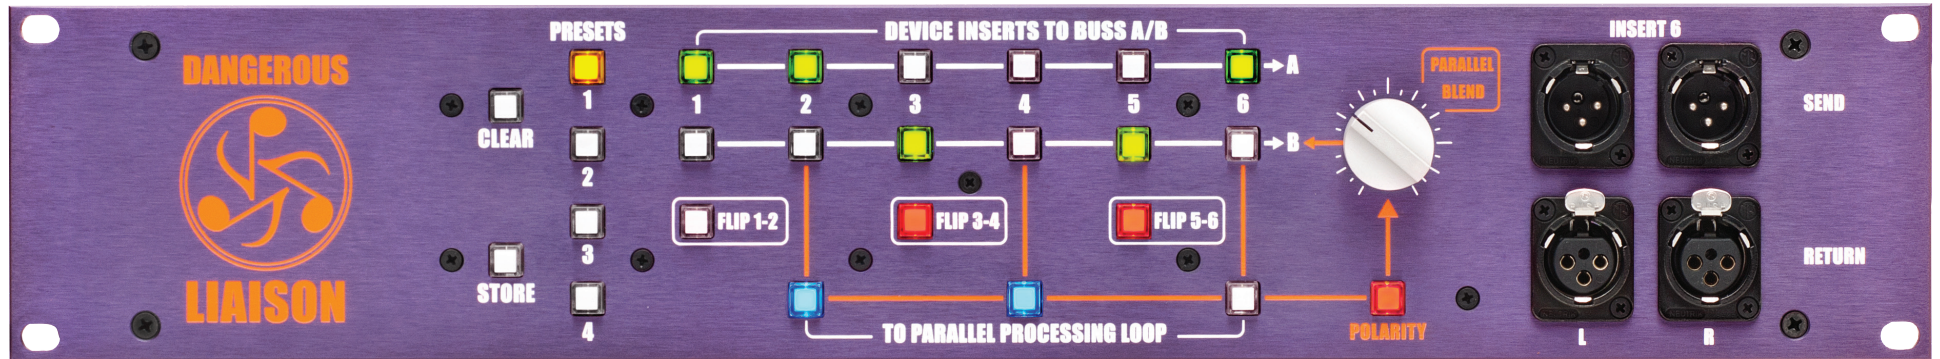 DANGEROUS
LIAISON
CLEAR
STORE
PRESETS
1
2
3
4
DEVICE INSERTS TO BUSS A/B
A
1 2 3 4 5 6
B
FLIP 1-2
FLIP 3-4
FLIP 5-6
TO PARALLEL PROCESSING LOOP
PARALLEL
BLEND
POLARITY
INSERT 6
SEND
RETURN
L R